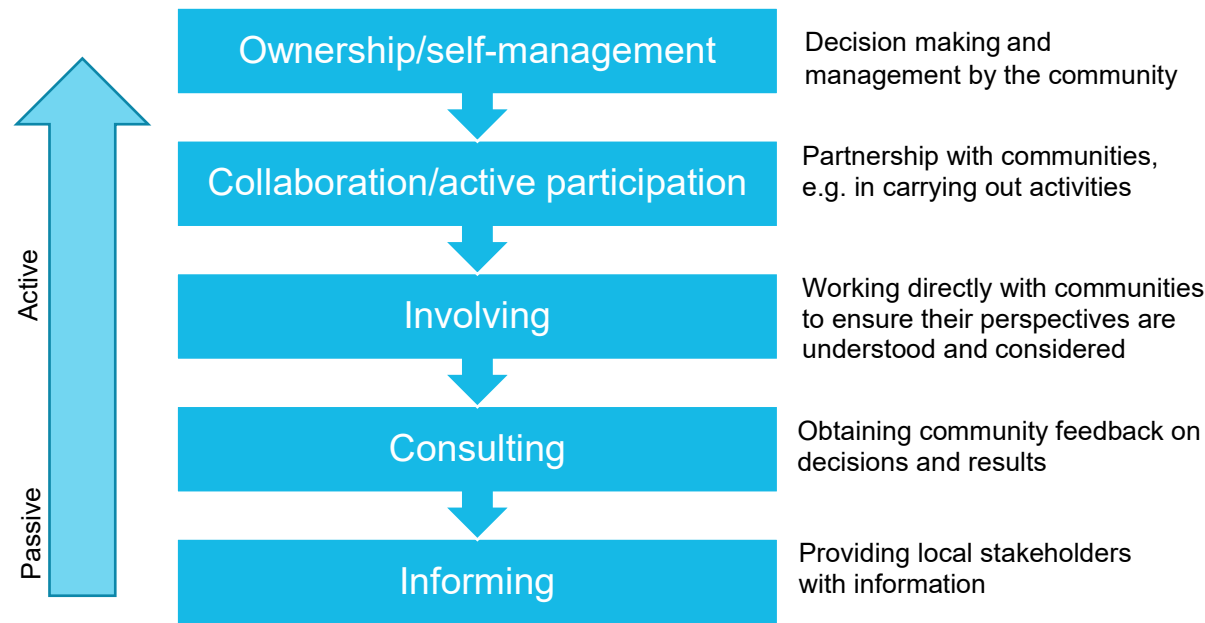 Ownership/self-management
Decision making and
management by the community
Collaboration/active participation
Partnership with communities,
e.g. in carrying out activities
Active
Involving
Working directly with communities
to ensure their perspectives are
understood and considered
Consulting
Obtaining community feedback on
decisions and results
Passive
Informing
Providing local stakeholders
with information